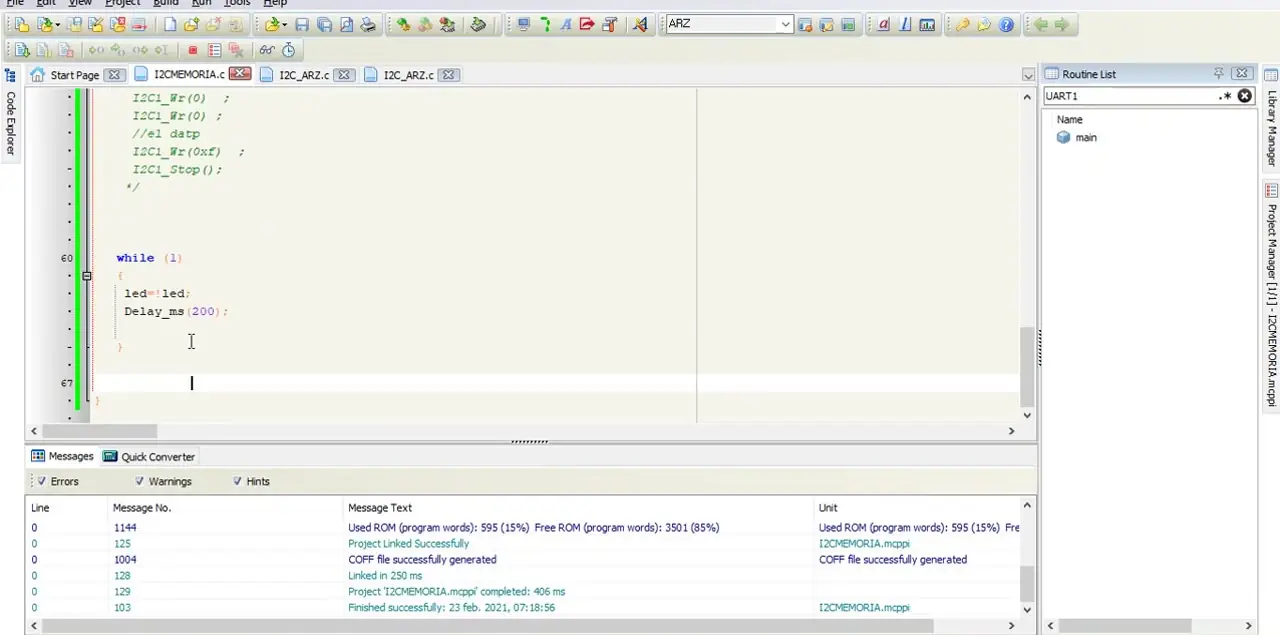 File Edit View Project Build Run Tools Help
ARZ
Start Page I2CMEMORIA.c I2C_ARZ.c I2C_ARZ.c
Code Explorer
I2C1_Wr(0) ;
I2C1_Wr(0) ;
//el datp
I2C1_Wr(0xf) ;
I2C1_Stop();
*/
60 while (1)
{
led=!led;
Delay_ms(200);
}
67
}
Routine List
UART1 .*
Name
main
Library Manager
Project Manager [1/1] - I2CMEMORIA.mcppi
Messages Quick Converter
Errors Warnings Hints
Line Message No. Message Text Unit
0 1144 Used ROM (program words): 595 (15%) Free ROM (program words): 3501 (85%) Used ROM (program words): 595 (15%) Fre
0 125 Project Linked Successfully I2CMEMORIA.mcppi
0 1004 COFF file successfully generated COFF file successfully generated
0 128 Linked in 250 ms
0 129 Project 'I2CMEMORIA.mcppi' completed: 406 ms
0 103 Finished successfully: 23 feb. 2021, 07:18:56 I2CMEMORIA.mcppi